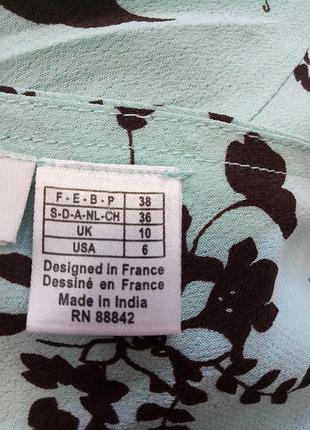 F - E - B - P 38
S-D-A-NL-CH 36
UK 10
USA 6
Designed in France
Dessiné en France
Made in India
RN 88842